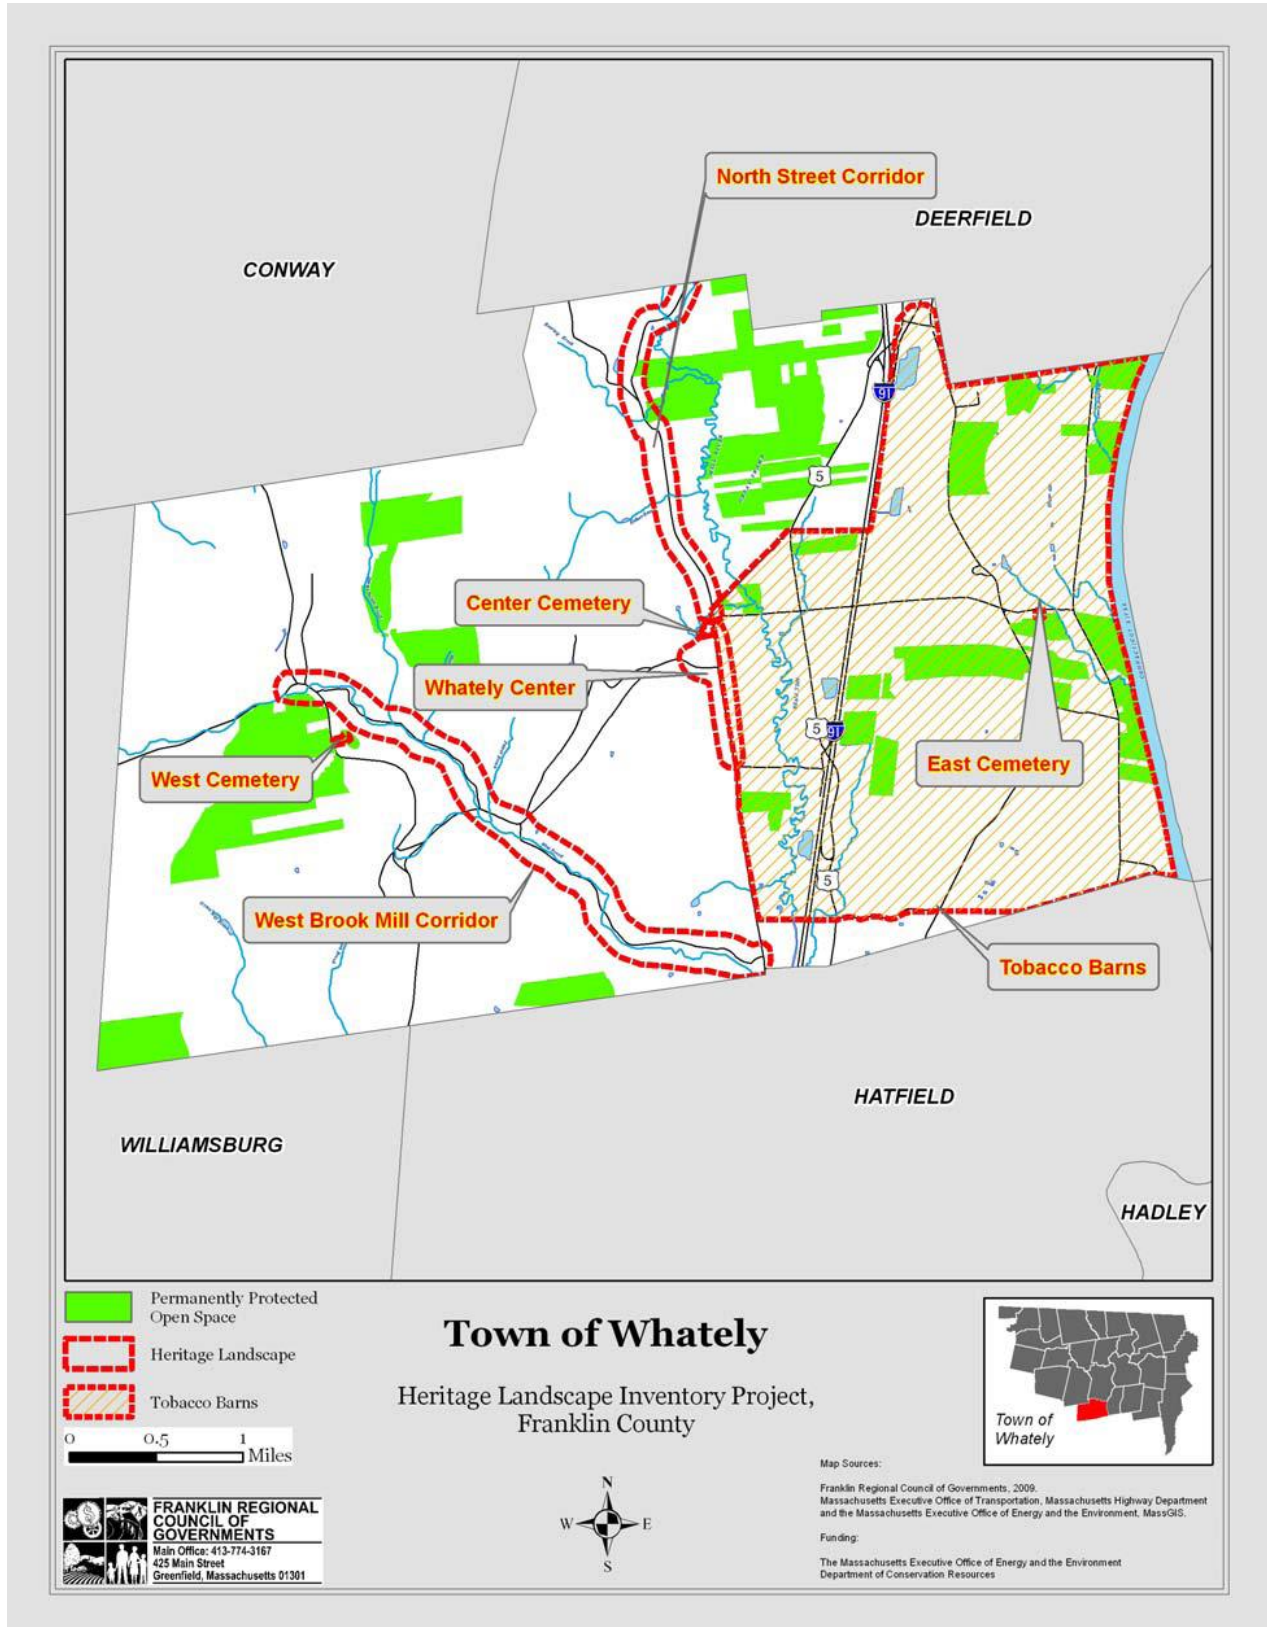 North Street Corridor
DEERFIELD
CONWAY
91
5
Center Cemetery
Whately Center
5
91
East Cemetery
West Cemetery
5
West Brook Mill Corridor
Tobacco Barns
HATFIELD
WILLIAMSBURG
HADLEY
Permanently Protected
Open Space
Heritage Landscape
Tobacco Barns
0 0.5 1
Miles
Town of Whately
Heritage Landscape Inventory Project,
Franklin County
N
W E
S
Town of
Whately
Map Sources:
Franklin Regional Council of Governments, 2009.
Massachusetts Executive Office of Transportation, Massachusetts Highway Department
and the Massachusetts Executive Office of Energy and the Environment, MassGIS.
Funding:
The Massachusetts Executive Office of Energy and the Environment
Department of Conservation Resources
FRANKLIN REGIONAL
COUNCIL OF
GOVERNMENTS
Main Office: 413-774-3167
425 Main Street
Greenfield, Massachusetts 01301